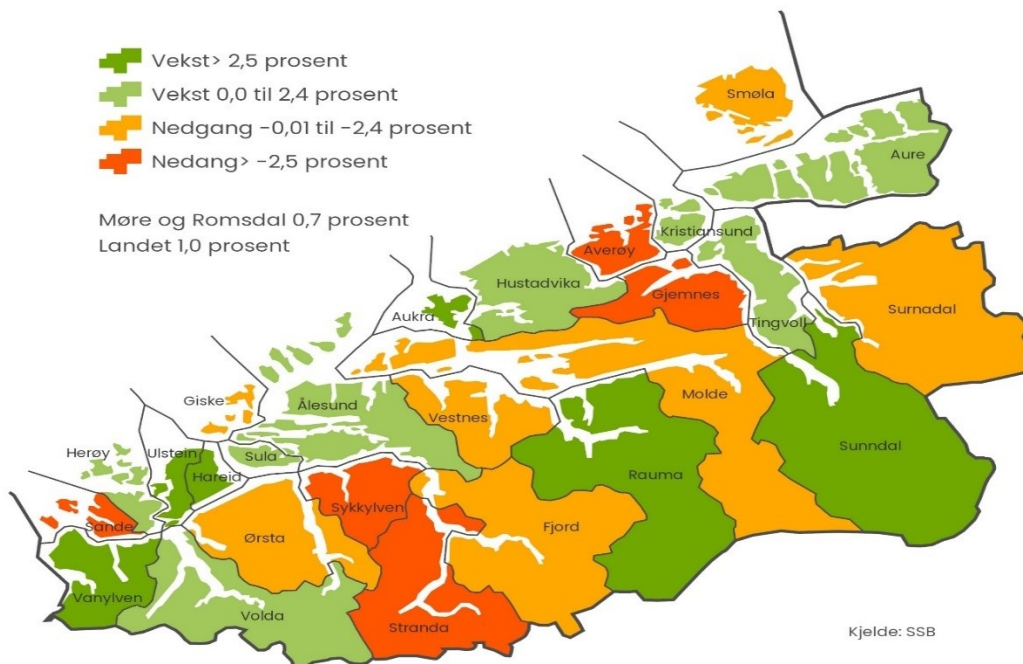 Vekst> 2,5 prosent
Vekst 0,0 til 2,4 prosent
Nedgang -0,01 til -2,4 prosent
Nedang> -2,5 prosent
Møre og Romsdal 0,7 prosent
Landet 1,0 prosent
Smøla
Aure
Kristiansund
Averøy
Hustadvika
Gjemnes
Surnadal
Aukra
Tingvoll
Molde
Giske
Ålesund
Vestnes
Sunndal
Herøy
Ulstein
Sula
Hareid
Rauma
Sykkylven
Sande
Ørsta
Fjord
Vanylven
Volda
Stranda
Kjelde: SSB